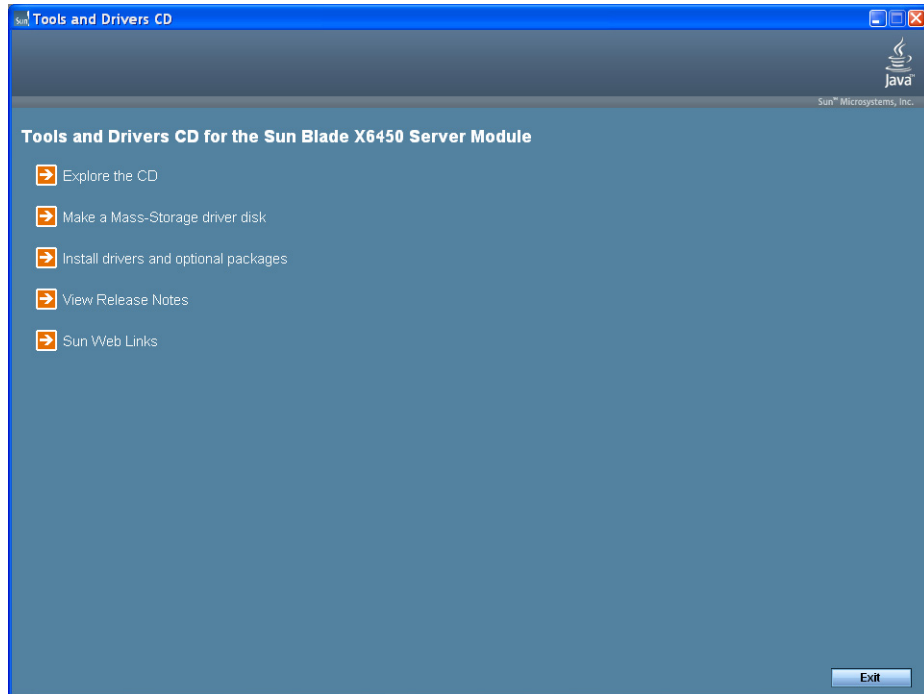 Sun Tools and Drivers CD
Java™
Sun™ Microsystems, Inc.
Tools and Drivers CD for the Sun Blade X6450 Server Module
Explore the CD
Make a Mass-Storage driver disk
Install drivers and optional packages
View Release Notes
Sun Web Links
Exit